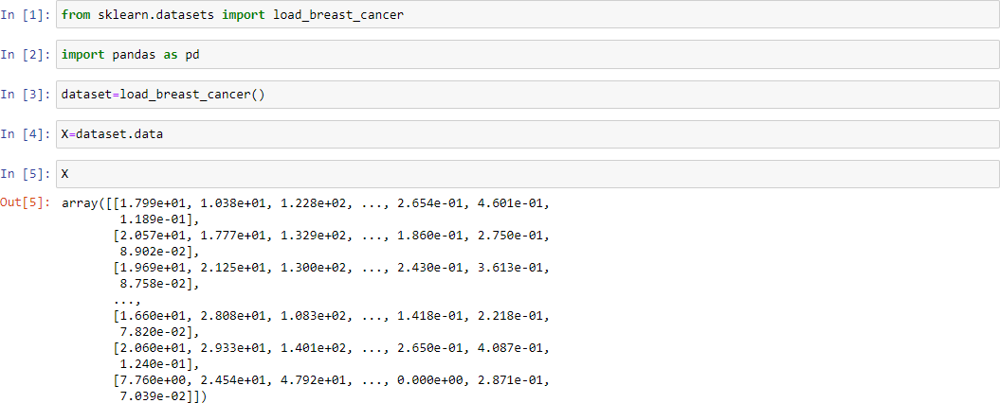 In [1]: from sklearn.datasets import load_breast_cancer
In [2]: import pandas as pd
In [3]: dataset=load_breast_cancer()
In [4]: X=dataset.data
In [5]: X
Out[5]: array([[1.799e+01, 1.038e+01, 1.228e+02, ..., 2.654e-01, 4.601e-01,
1.189e-01],
[2.057e+01, 1.777e+01, 1.329e+02, ..., 1.860e-01, 2.750e-01,
8.902e-02],
[1.969e+01, 2.125e+01, 1.300e+02, ..., 2.430e-01, 3.613e-01,
8.758e-02],
...,
[1.660e+01, 2.808e+01, 1.083e+02, ..., 1.418e-01, 2.218e-01,
7.820e-02],
[2.060e+01, 2.933e+01, 1.401e+02, ..., 2.650e-01, 4.087e-01,
1.240e-01],
[7.760e+00, 2.454e+01, 4.792e+01, ..., 0.000e+00, 2.871e-01,
7.039e-02]])